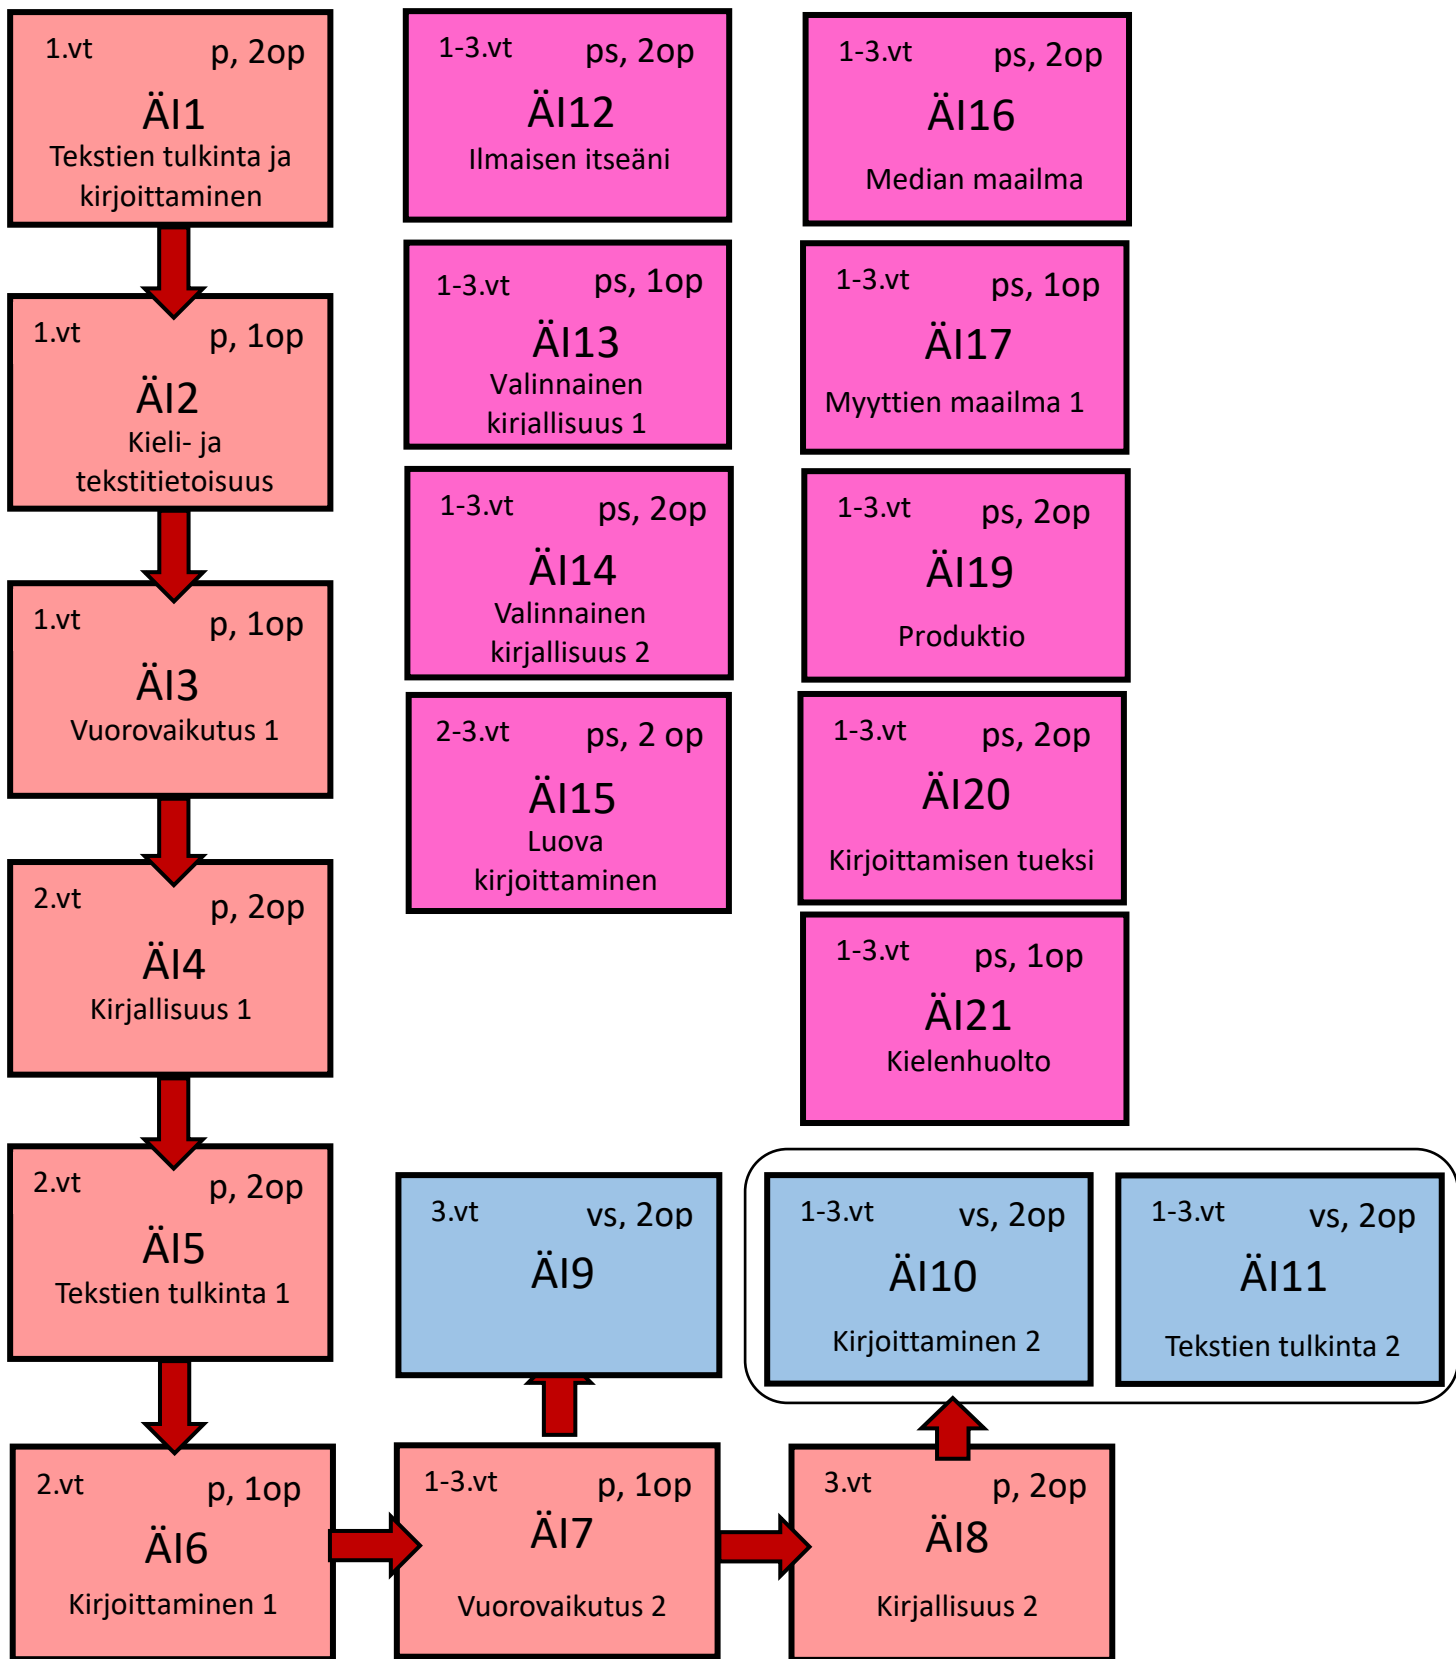 1.vt p, 2op
ÄI1
Tekstien tulkinta ja
kirjoittaminen
1.vt p, 1op
ÄI2
Kieli- ja
tekstitietoisuus
1.vt p, 1op
ÄI3
Vuorovaikutus 1
2.vt p, 2op
ÄI4
Kirjallisuus 1
2.vt p, 2op
ÄI5
Tekstien tulkinta 1
2.vt p, 1op
ÄI6
Kirjoittaminen 1
1-3.vt ps, 2op
ÄI12
Ilmaisen itseäni
1-3.vt ps, 1op
ÄI13
Valinnainen
kirjallisuus 1
1-3.vt ps, 2op
ÄI14
Valinnainen
kirjallisuus 2
2-3.vt ps, 2 op
ÄI15
Luova
kirjoittaminen
1-3.vt ps, 2op
ÄI16
Median maailma
1-3.vt ps, 1op
ÄI17
Myyttien maailma 1
1-3.vt ps, 2op
ÄI19
Produktio
1-3.vt ps, 2op
ÄI20
Kirjoittamisen tueksi
1-3.vt ps, 1op
ÄI21
Kielenhuolto
3.vt vs, 2op
ÄI9
1-3.vt vs, 2op
ÄI10
Kirjoittaminen 2
1-3.vt vs, 2op
ÄI11
Tekstien tulkinta 2
1-3.vt p, 1op
ÄI7
Vuorovaikutus 2
3.vt p, 2op
ÄI8
Kirjallisuus 2